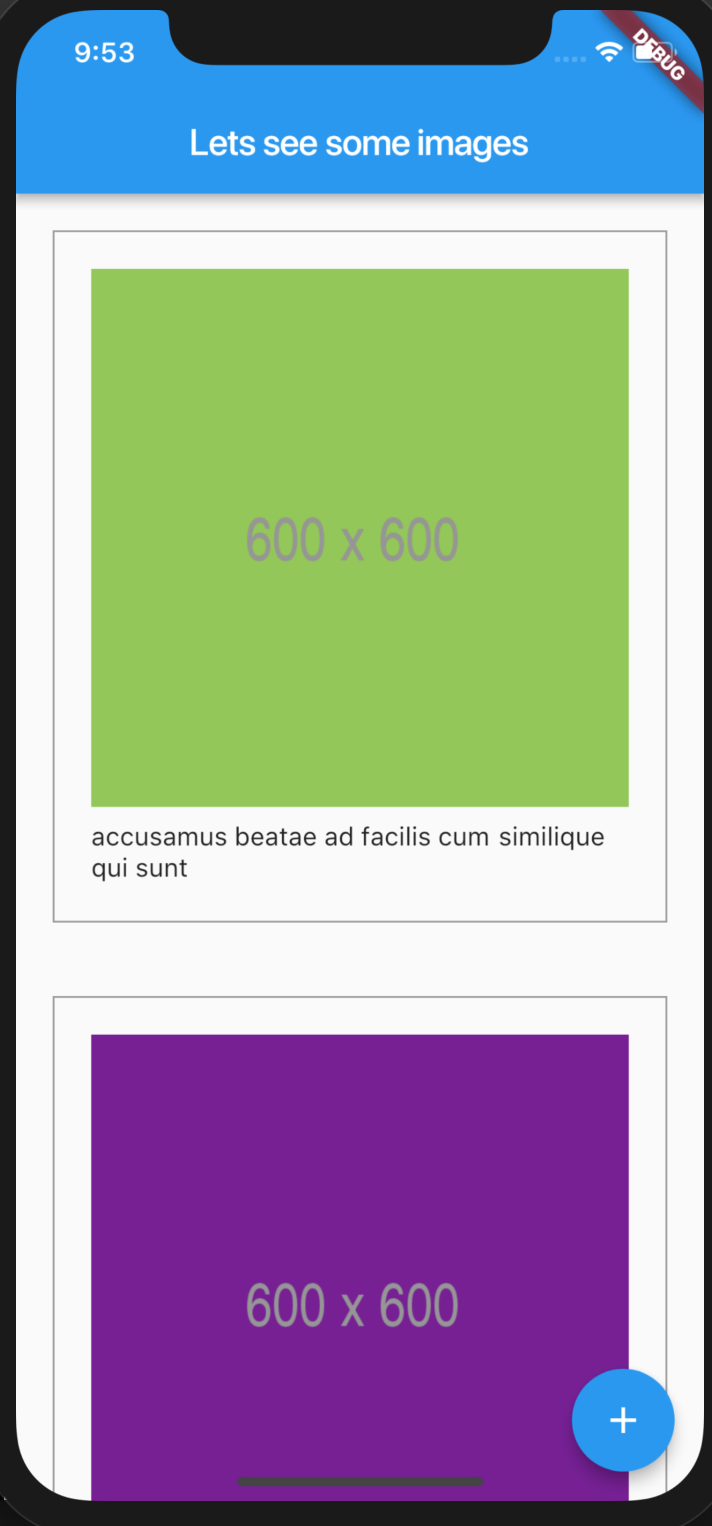 9:53
DEBUG
Lets see some images
600 x 600
accusamus beatae ad facilis cum similique
qui sunt
600 x 600
+